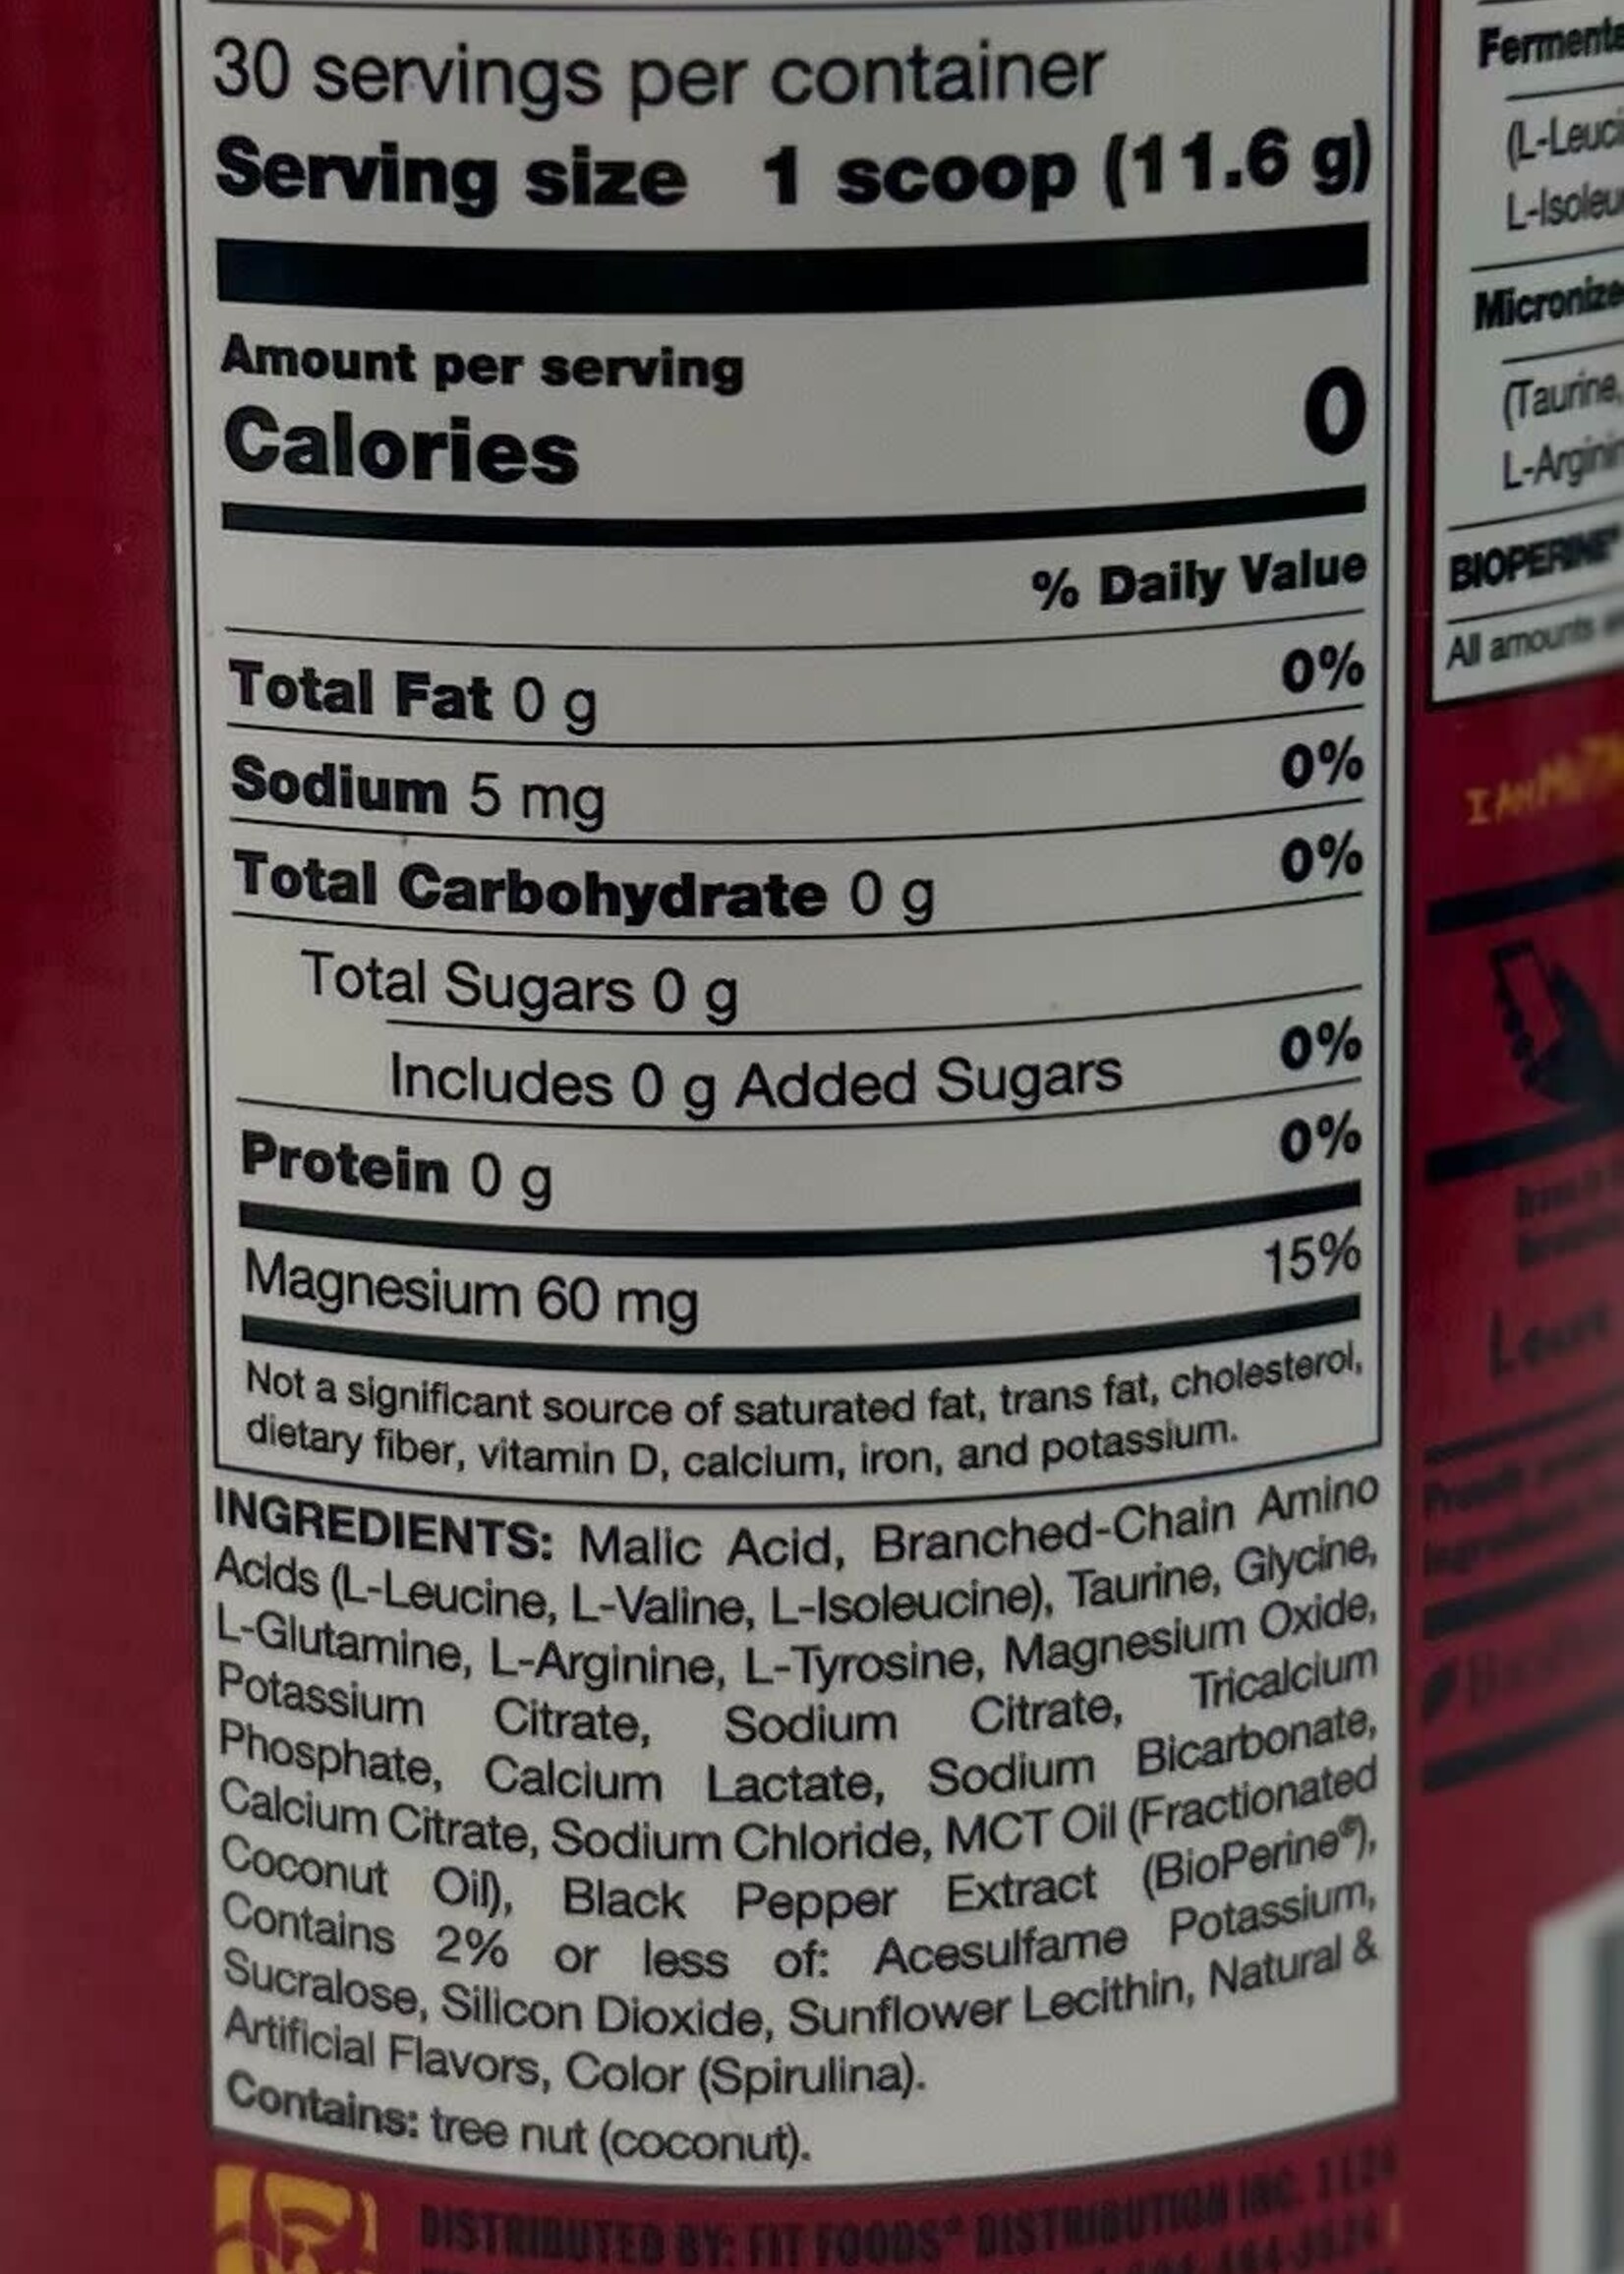 30 servings per container
Serving size 1 scoop (11.6 g)
Amount per serving
Calories 0
% Daily Value
Total Fat 0 g 0%
Sodium 5 mg 0%
Total Carbohydrate 0 g 0%
Total Sugars 0 g
Includes 0 g Added Sugars 0%
Protein 0 g 0%
Magnesium 60 mg 15%
Not a significant source of saturated fat, trans fat, cholesterol,
dietary fiber, vitamin D, calcium, iron, and potassium.
INGREDIENTS: Malic Acid, Branched-Chain Amino
Acids (L-Leucine, L-Valine, L-Isoleucine), Taurine, Glycine,
L-Glutamine, L-Arginine, L-Tyrosine, Magnesium Oxide,
Potassium Citrate, Sodium Citrate, Tricalcium
Phosphate, Calcium Lactate, Sodium Bicarbonate,
Calcium Citrate, Sodium Chloride, MCT Oil (Fractionated
Coconut Oil), Black Pepper Extract (BioPerine®),
Contains 2% or less of: Acesulfame Potassium,
Sucralose, Silicon Dioxide, Sunflower Lecithin, Natural &
Artificial Flavors, Color (Spirulina).
Contains: tree nut (coconut).
DISTRIBUTED BY: FIT FOODS® DISTRIBUTION INC. 1124
Fermente
(L-Leuci
L-Isoleu
Micronize
(Taurine,
L-Arginin
BIOPERINE®
All amounts